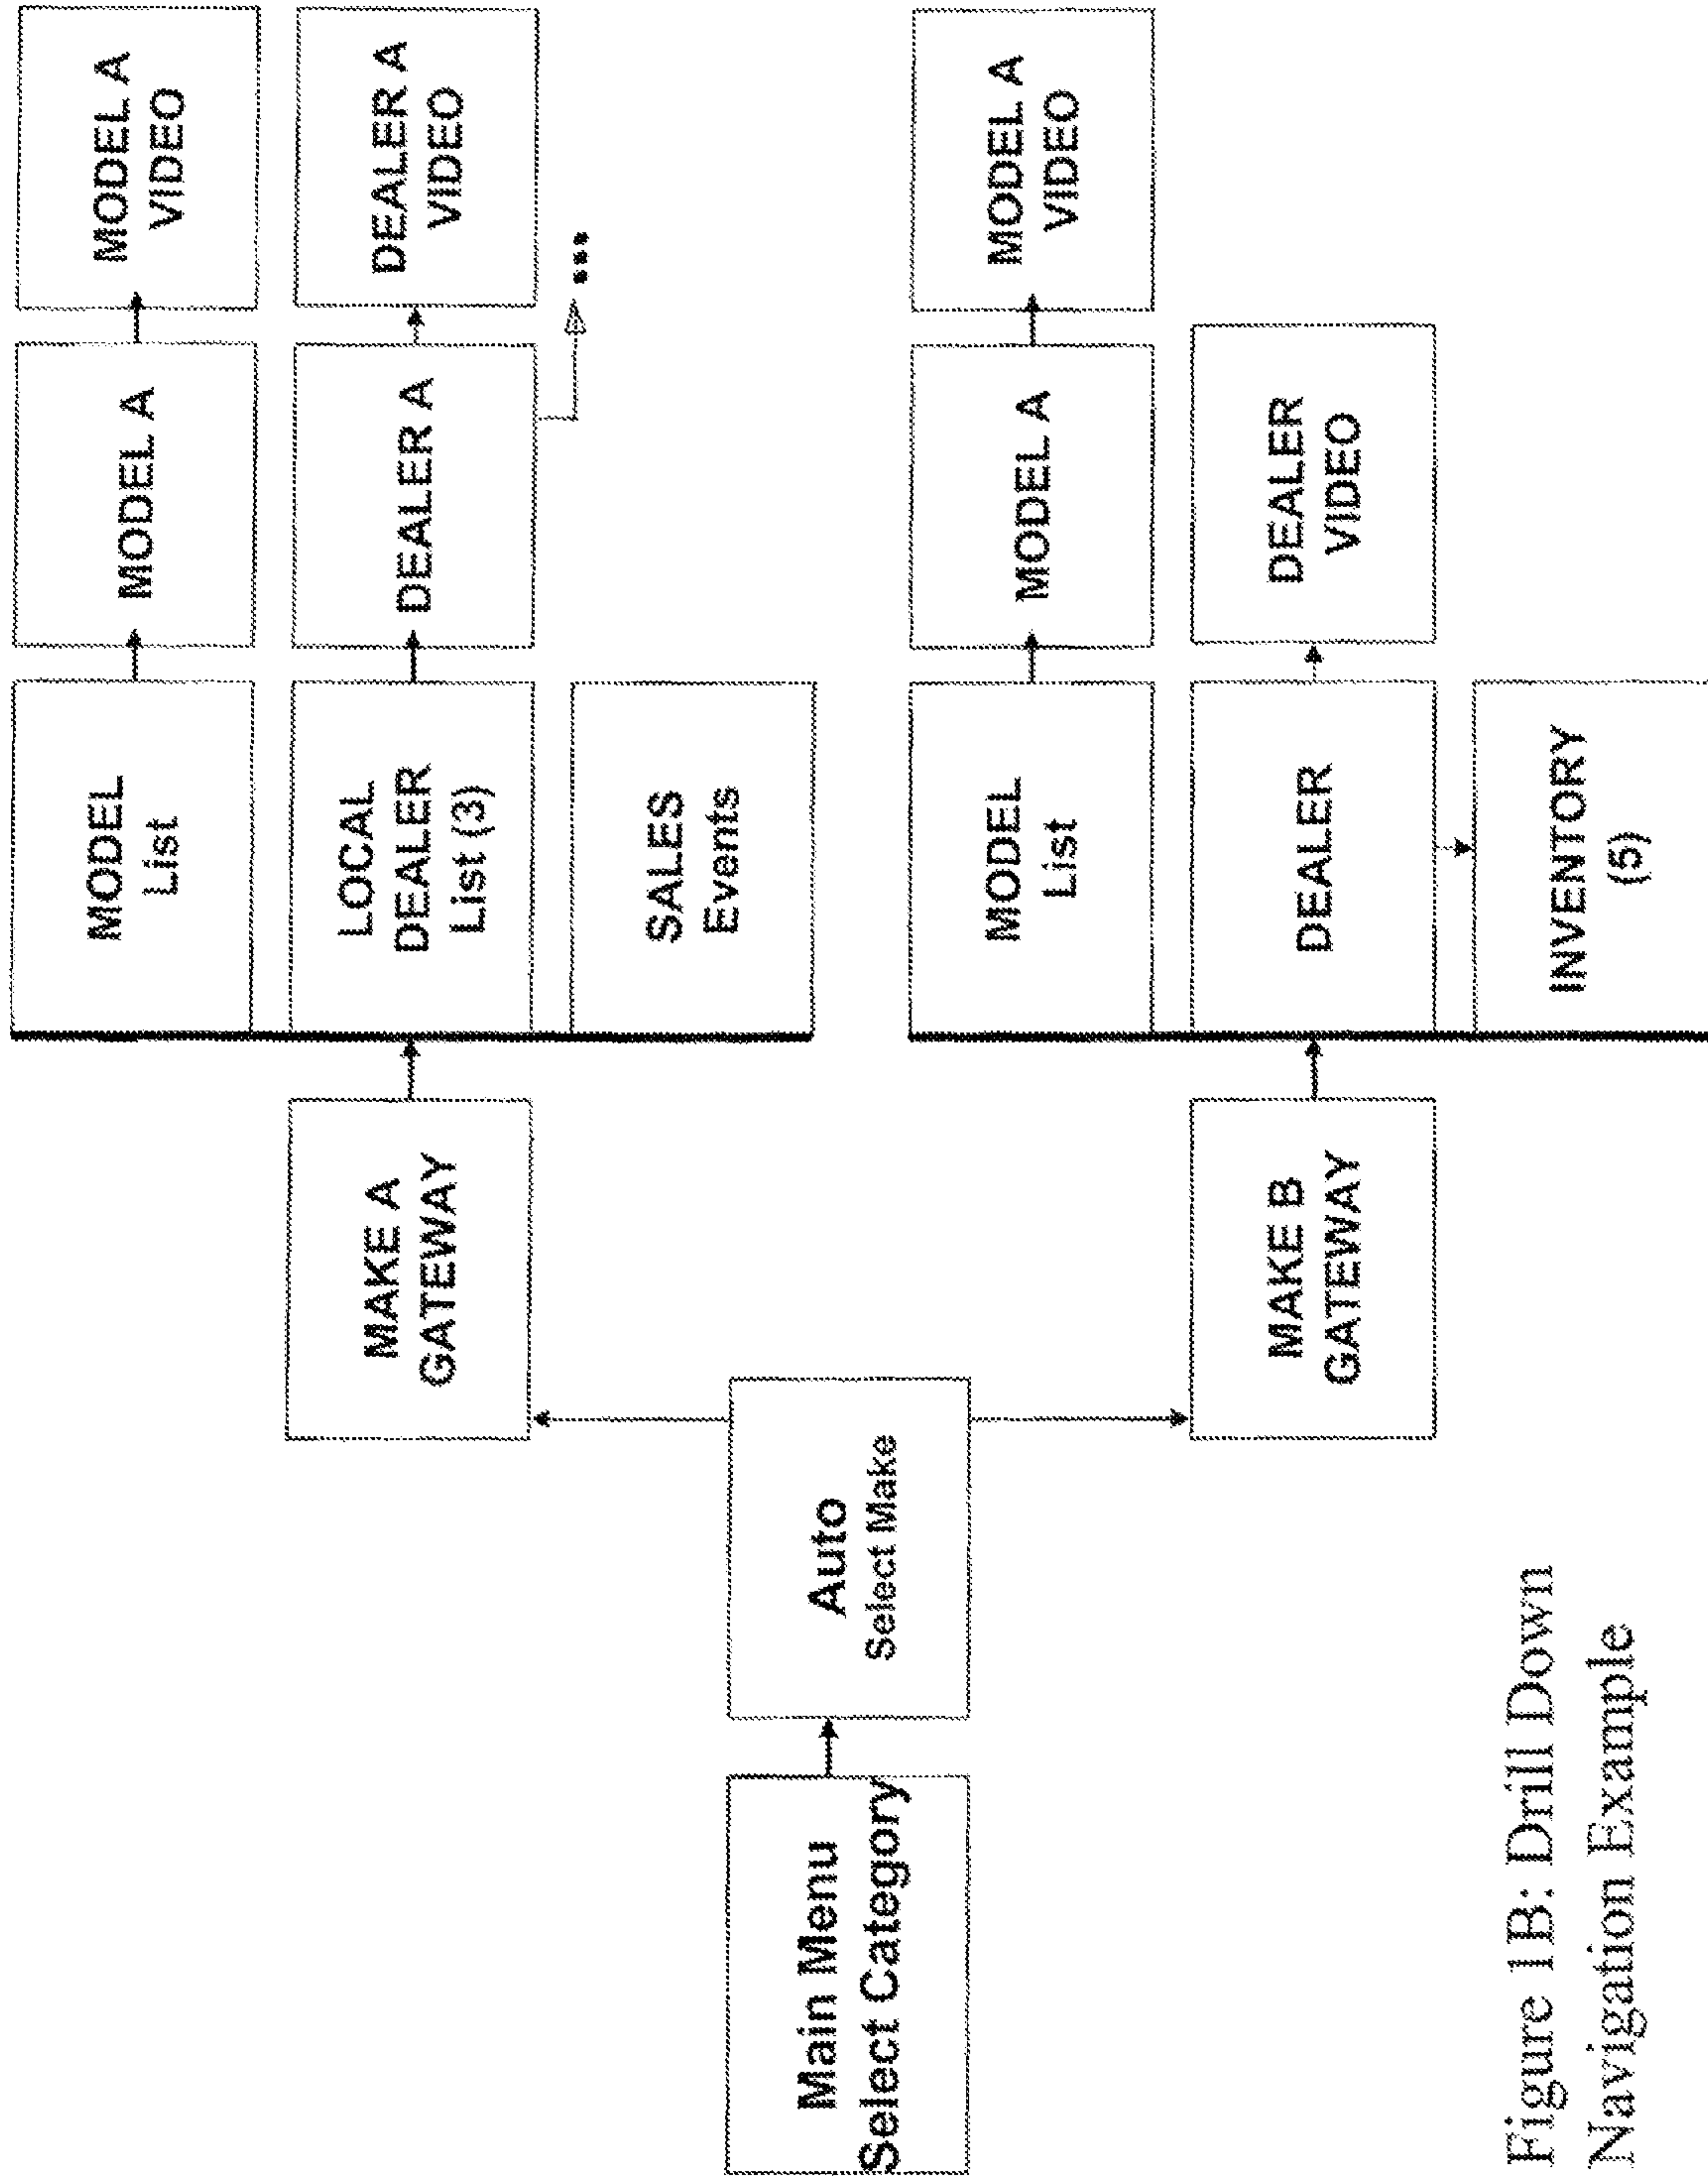 Main Menu
Select Category
Auto
Select Make
MAKE A
GATEWAY
MODEL
List
MODEL A
MODEL A
VIDEO
LOCAL
DEALER
List (3)
DEALER A
DEALER A
VIDEO
...
SALES
Events
MAKE B
GATEWAY
MODEL
List
MODEL A
MODEL A
VIDEO
DEALER
DEALER
VIDEO
INVENTORY
(5)
Figure 1B: Drill Down
Navigation Example